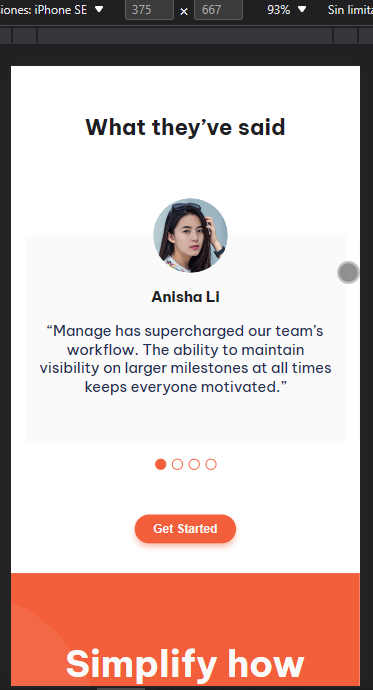 siones: iPhone SE ▼ 375 × 667 93% ▼ Sin limita
What they’ve said
Anisha Li
“Manage has supercharged our team’s
workflow. The ability to maintain
visibility on larger milestones at all times
keeps everyone motivated.”
Get Started
Simplify how